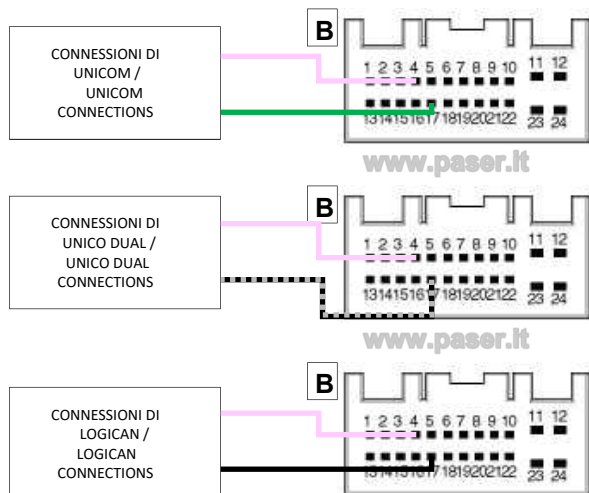 B
CONNESSIONI DI
UNICOM /
UNICOM
CONNECTIONS
1 2 3 4 5 6 7 8 9 10 11 12
13 14 15 16 17 18 19 20 21 22 23 24
www.paser.it
B
CONNESSIONI DI
UNICO DUAL /
UNICO DUAL
CONNECTIONS
1 2 3 4 5 6 7 8 9 10 11 12
13 14 15 16 17 18 19 20 21 22 23 24
www.paser.it
B
CONNESSIONI DI
LOGICAN /
LOGICAN
CONNECTIONS
1 2 3 4 5 6 7 8 9 10 11 12
13 14 15 16 17 18 19 20 21 22 23 24